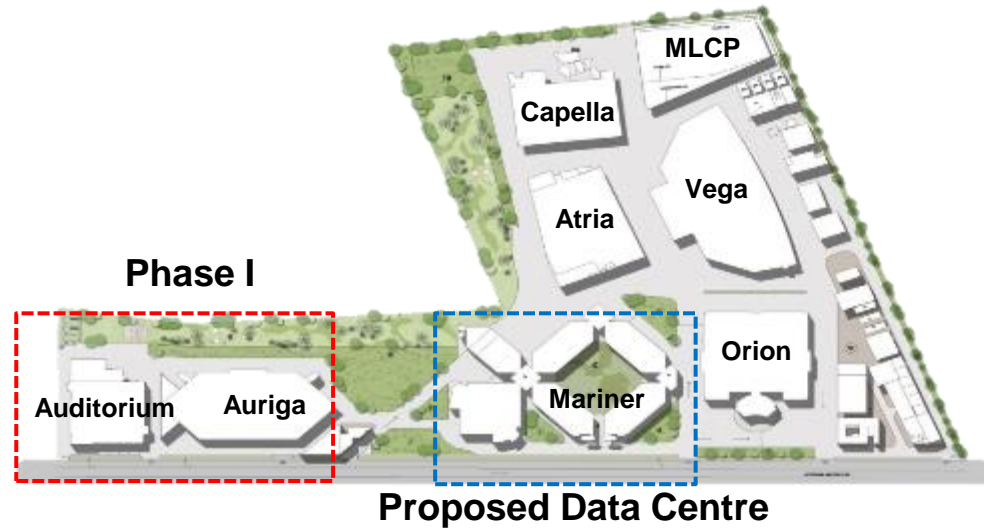 MLCP
Capella
Vega
Atria
Phase I
Orion
Auditorium
Auriga
Mariner
Proposed Data Centre